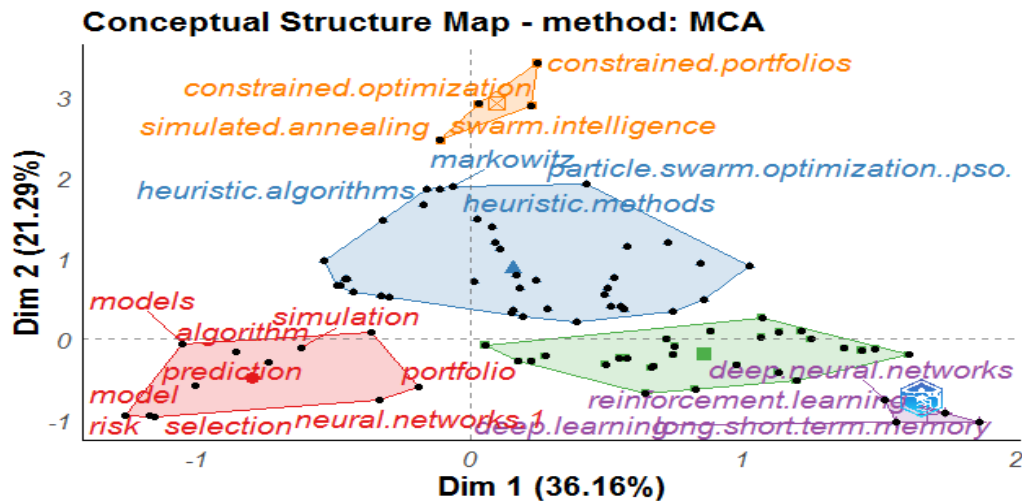 Conceptual Structure Map - method: MCA
constrained.portfolios
constrained.optimization
3
simulated.annealing
swarm.intelligence
markowitz
particle.swarm.optimization..pso.
2
heuristic.algorithms
heuristic.methods
Dim 2 (21.29%)
1
models
simulation
algorithm
0
prediction
portfolio
deep.neural.networks
model
reinforcement.learning
-1
risk
selection
neural.networks.1
deep.learning
long.short.term.memory
-1
0
1
2
Dim 1 (36.16%)